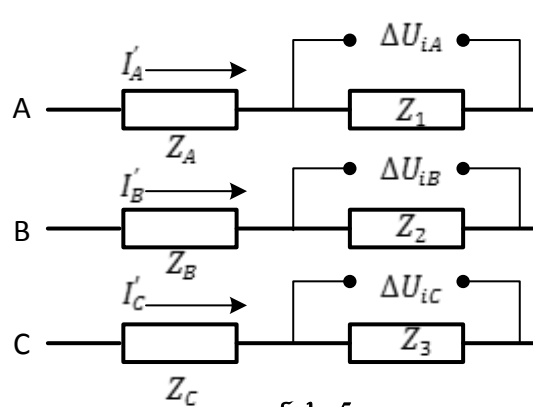 I'_A ΔU_iA
A Z_1
Z_A
I'_B ΔU_iB
B Z_2
Z_B
I'_C ΔU_iC
C Z_3
Z_C